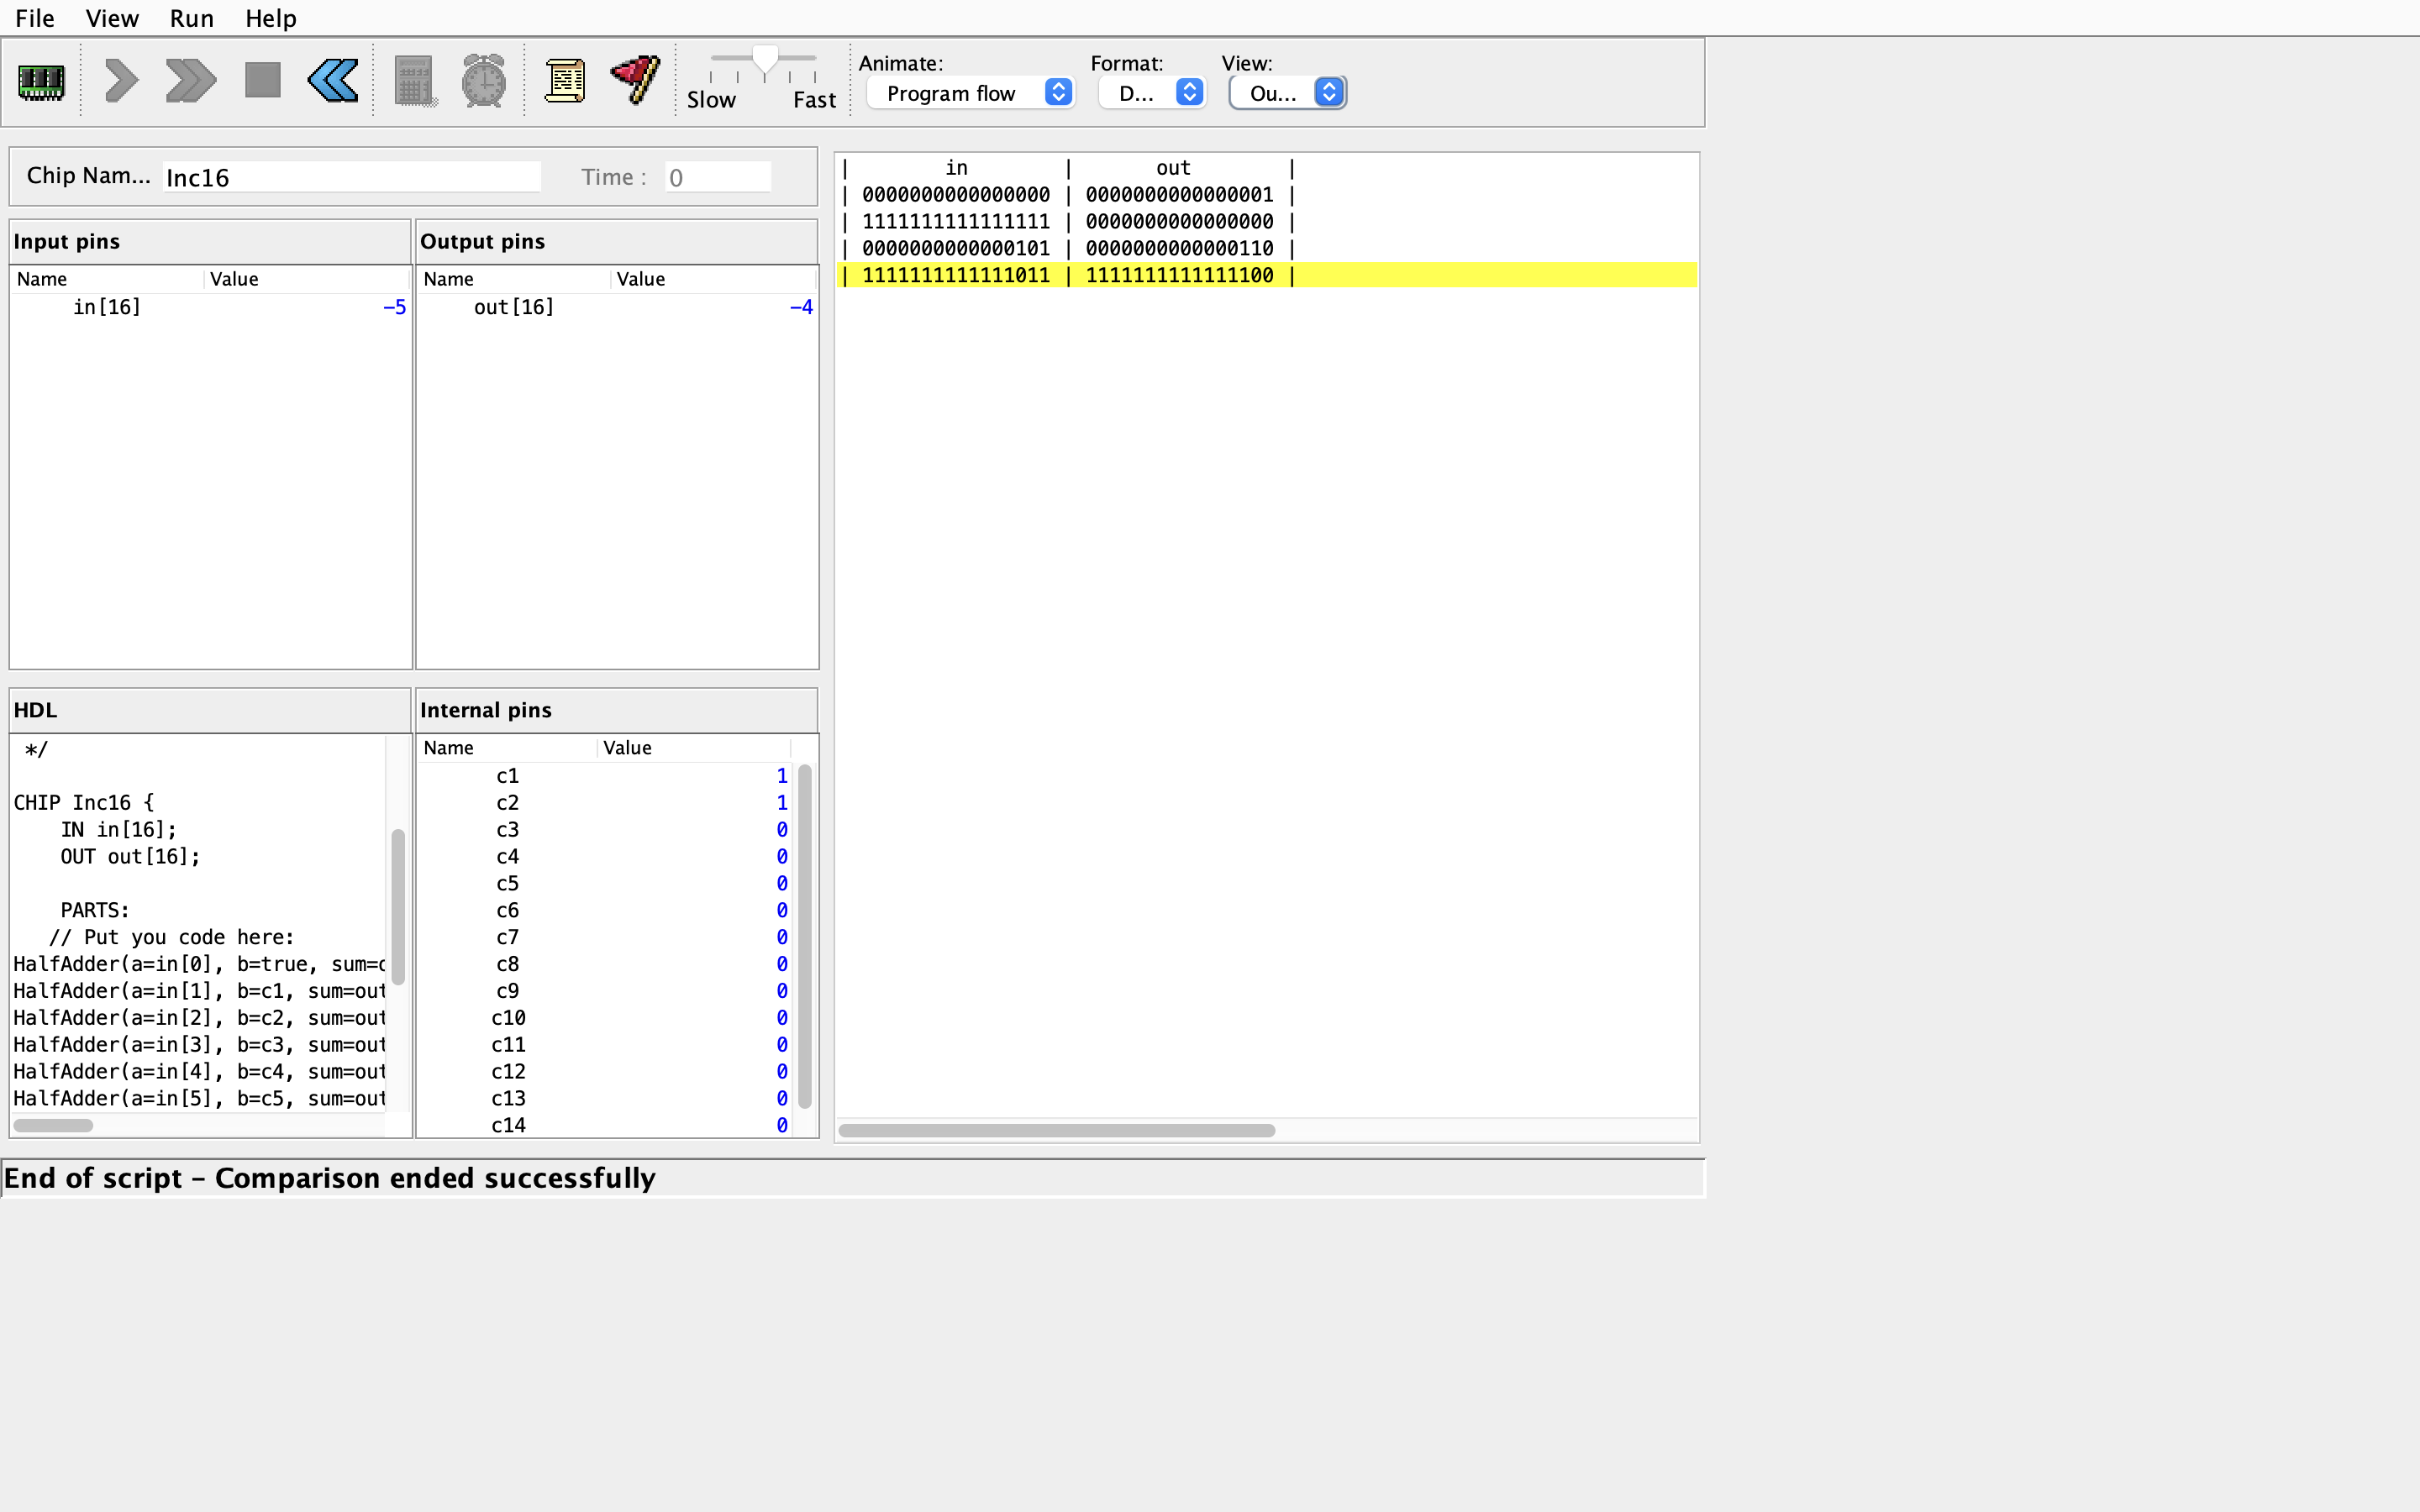 File View Run Help
Slow Fast
Animate: Format: View:
Program flow D... Ou...
Chip Nam... Inc16 Time : 0
Input pins
Name Value
in[16] -5
Output pins
Name Value
out[16] -4
HDL
*/
CHIP Inc16 {
IN in[16];
OUT out[16];
PARTS:
// Put you code here:
HalfAdder(a=in[0], b=true, sum=
HalfAdder(a=in[1], b=c1, sum=out
HalfAdder(a=in[2], b=c2, sum=out
HalfAdder(a=in[3], b=c3, sum=out
HalfAdder(a=in[4], b=c4, sum=out
HalfAdder(a=in[5], b=c5, sum=out
Internal pins
Name Value
c1 1
c2 1
c3 0
c4 0
c5 0
c6 0
c7 0
c8 0
c9 0
c10 0
c11 0
c12 0
c13 0
c14 0
| in | out |
| 0000000000000000 | 0000000000000001 |
| 1111111111111111 | 0000000000000000 |
| 0000000000000101 | 0000000000000110 |
| 1111111111111011 | 1111111111111100 |
End of script – Comparison ended successfully